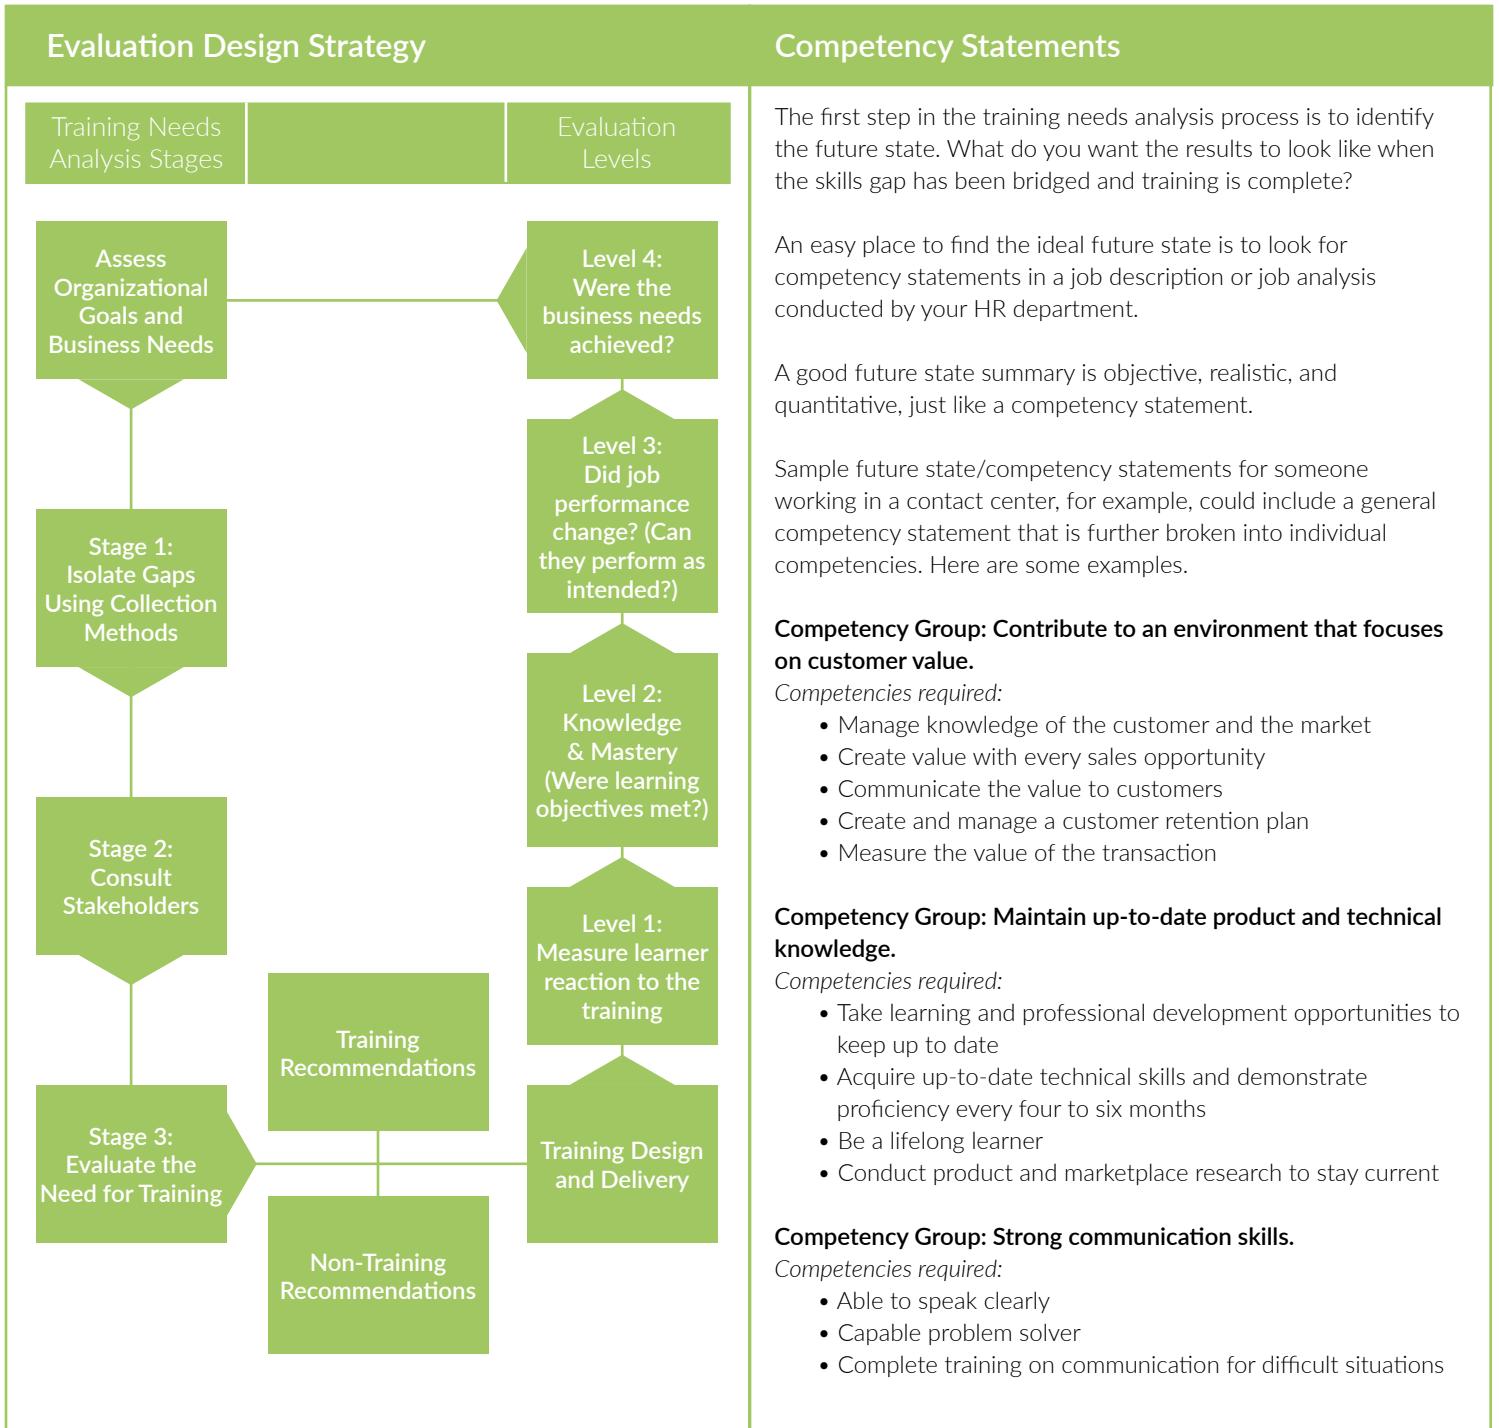 Evaluation Design Strategy
Training Needs
Analysis Stages
Evaluation
Levels
Assess
Organizational
Goals and
Business Needs
Stage 1:
Isolate Gaps
Using Collection
Methods
Stage 2:
Consult
Stakeholders
Stage 3:
Evaluate the
Need for Training
Training
Recommendations
Non-Training
Recommendations
Training Design
and Delivery
Level 1:
Measure learner
reaction to the
training
Level 2:
Knowledge
& Mastery
(Were learning
objectives met?)
Level 3:
Did job
performance
change? (Can
they perform as
intended?)
Level 4:
Were the
business needs
achieved?
Competency Statements
The first step in the training needs analysis process is to identify
the future state. What do you want the results to look like when
the skills gap has been bridged and training is complete?
An easy place to find the ideal future state is to look for
competency statements in a job description or job analysis
conducted by your HR department.
A good future state summary is objective, realistic, and
quantitative, just like a competency statement.
Sample future state/competency statements for someone
working in a contact center, for example, could include a general
competency statement that is further broken into individual
competencies. Here are some examples.
Competency Group: Contribute to an environment that focuses
on customer value.
Competencies required:
• Manage knowledge of the customer and the market
• Create value with every sales opportunity
• Communicate the value to customers
• Create and manage a customer retention plan
• Measure the value of the transaction
Competency Group: Maintain up-to-date product and technical
knowledge.
Competencies required:
• Take learning and professional development opportunities to
keep up to date
• Acquire up-to-date technical skills and demonstrate
proficiency every four to six months
• Be a lifelong learner
• Conduct product and marketplace research to stay current
Competency Group: Strong communication skills.
Competencies required:
• Able to speak clearly
• Capable problem solver
• Complete training on communication for difficult situations